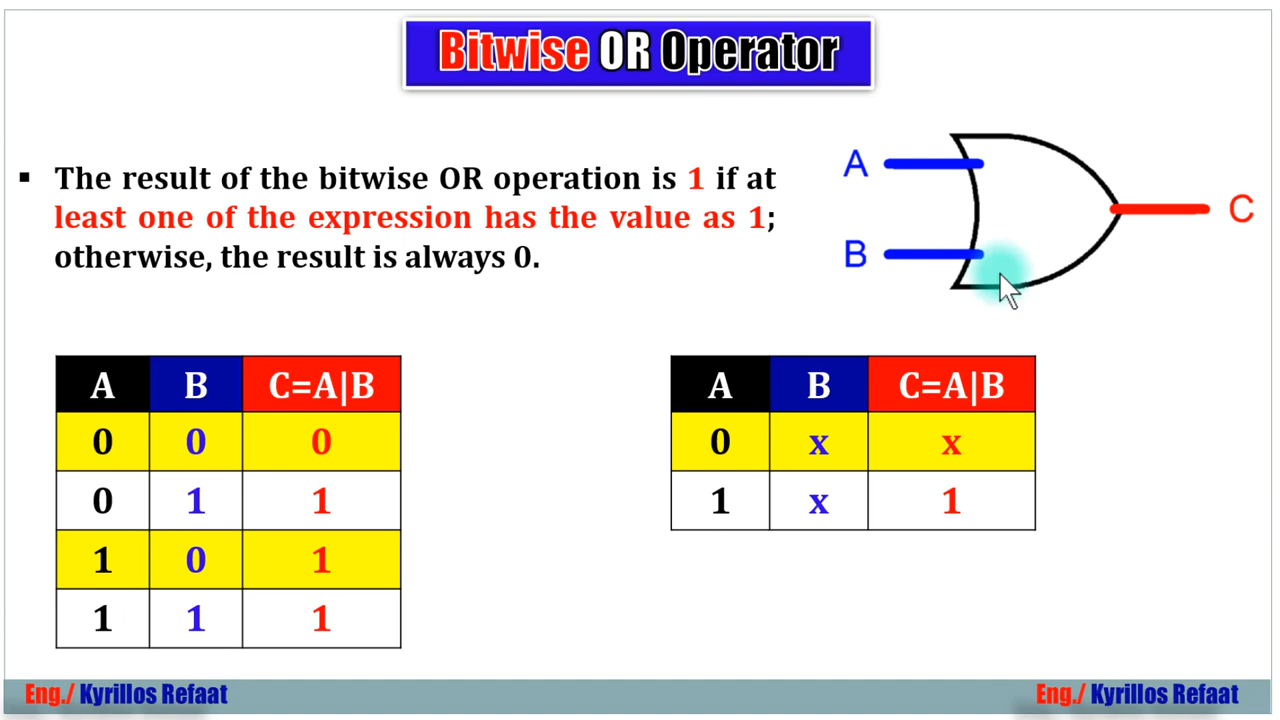 Bitwise OR Operator
▪ The result of the bitwise OR operation is 1 if at
least one of the expression has the value as 1;
otherwise, the result is always 0.
A
B
C
A B C=A|B
0 0 0
0 1 1
1 0 1
1 1 1
A B C=A|B
0 x x
1 x 1
Eng./ Kyrillos Refaat
Eng./ Kyrillos Refaat